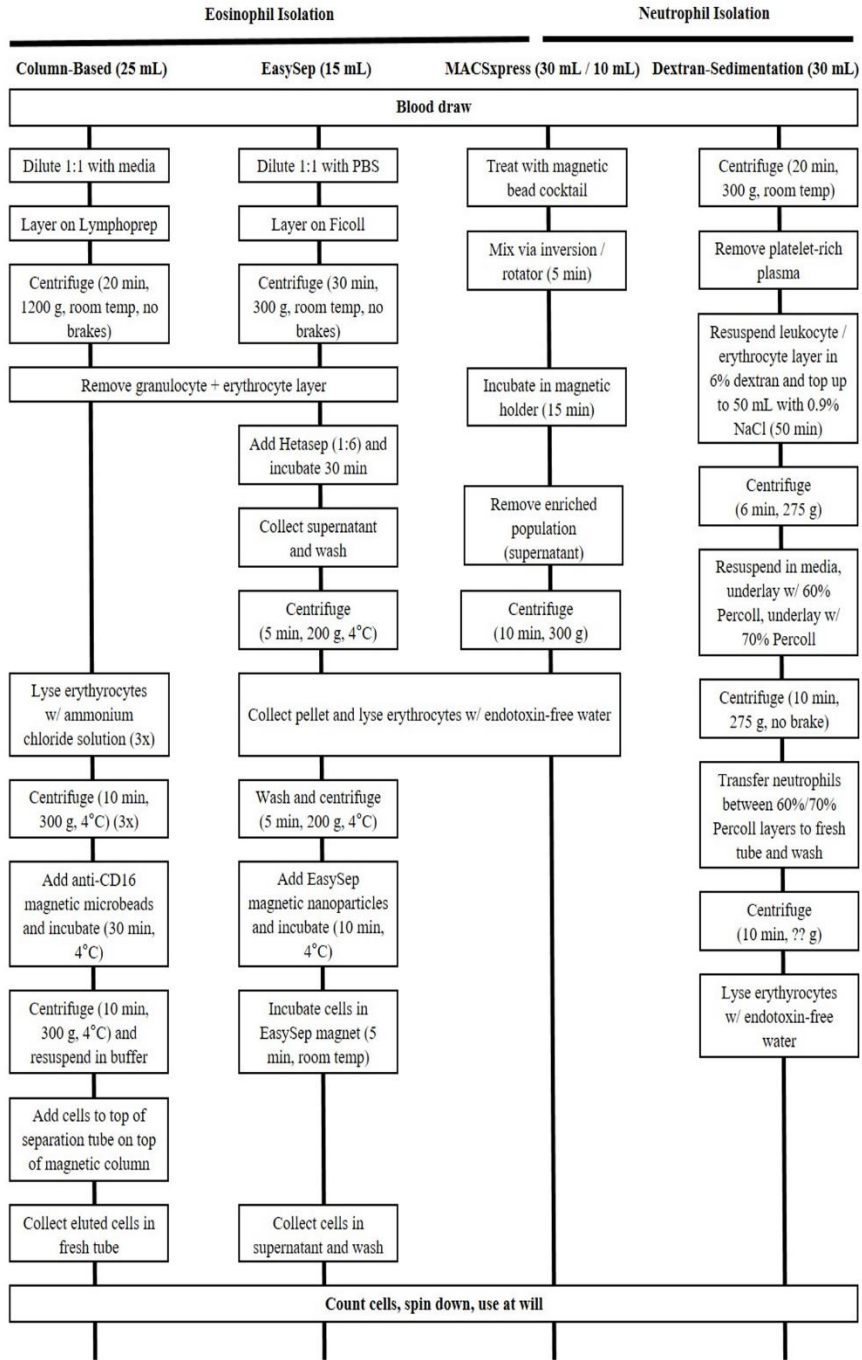 Eosinophil Isolation
Neutrophil Isolation
Column-Based (25 mL)
EasySep (15 mL)
MACSxpress (30 mL / 10 mL)
Dextran-Sedimentation (30 mL)
Blood draw
Dilute 1:1 with media
Layer on Lymphoprep
Centrifuge (20 min,
1200 g, room temp, no
brakes)
Dilute 1:1 with PBS
Layer on Ficoll
Centrifuge (30 min,
300 g, room temp, no
brakes)
Remove granulocyte + erythrocyte layer
Lyse erythyrocytes
w/ ammonium
chloride solution (3x)
Centrifuge (10 min,
300 g, 4°C) (3x)
Add anti-CD16
magnetic microbeads
and incubate (30 min,
4°C)
Centrifuge (10 min,
300 g, 4°C) and
resuspend in buffer
Add cells to top of
separation tube on top
of magnetic column
Collect eluted cells in
fresh tube
Add Hetasep (1:6) and
incubate 30 min
Collect supernatant
and wash
Centrifuge
(5 min, 200 g, 4°C)
Treat with magnetic
bead cocktail
Mix via inversion /
rotator (5 min)
Incubate in magnetic
holder (15 min)
Remove enriched
population
(supernatant)
Centrifuge
(10 min, 300 g)
Collect pellet and lyse erythrocytes w/ endotoxin-free water
Wash and centrifuge
(5 min, 200 g, 4°C)
Add EasySep
magnetic nanoparticles
and incubate (10 min,
4°C)
Incubate cells in
EasySep magnet (5
min, room temp)
Collect cells in
supernatant and wash
Centrifuge (20 min,
300 g, room temp)
Remove platelet-rich
plasma
Resuspend leukocyte /
erythrocyte layer in
6% dextran and top up
to 50 mL with 0.9%
NaCl (50 min)
Centrifuge
(6 min, 275 g)
Resuspend in media,
underlay w/ 60%
Percoll, underlay w/
70% Percoll
Centrifuge (10 min,
275 g, no brake)
Transfer neutrophils
between 60%/70%
Percoll layers to fresh
tube and wash
Centrifuge
(10 min, ?? g)
Lyse erythyrocytes
w/ endotoxin-free
water
Count cells, spin down, use at will